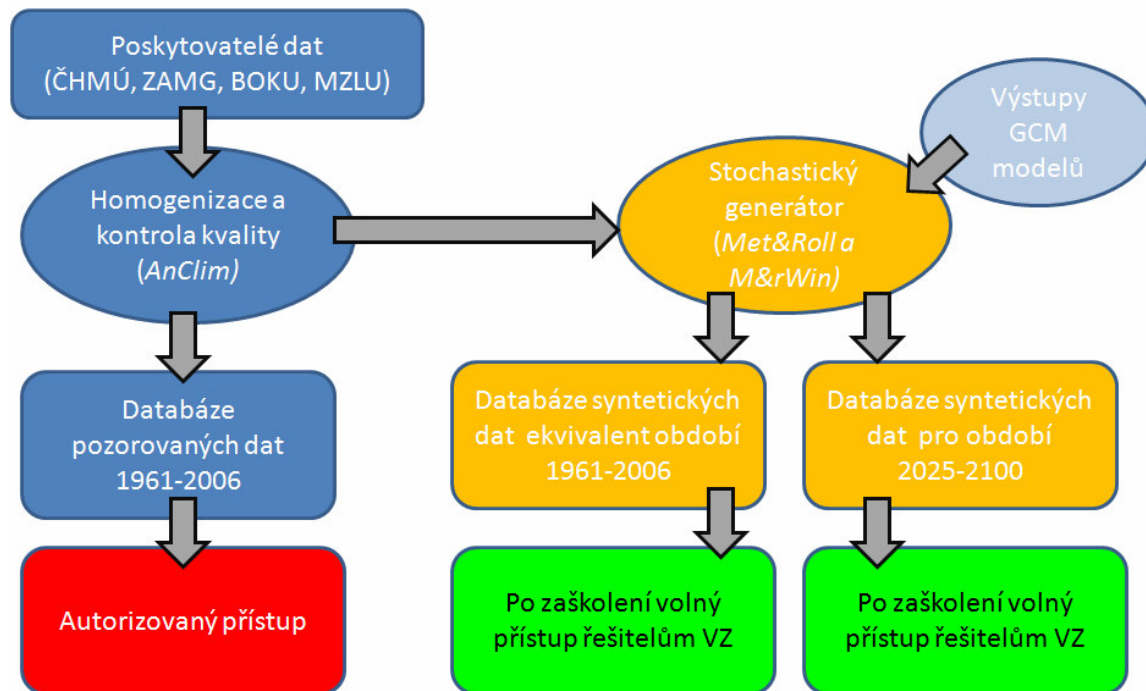 Poskytovatelé dat
(ČHMÚ, ZAMG, BOKU, MZLU)
Výstupy
GCM
modelů
Homogenizace a
kontrola kvality
(AnClim)
Stochastický
generátor
(Met&Roll a
M&rWin)
Databáze
pozorovaných dat
1961-2006
Databáze syntetických
dat ekvivalent období
1961-2006
Databáze syntetických
dat pro období
2025-2100
Autorizovaný přístup
Po zaškolení volný
přístup řešitelům VZ
Po zaškolení volný
přístup řešitelům VZ